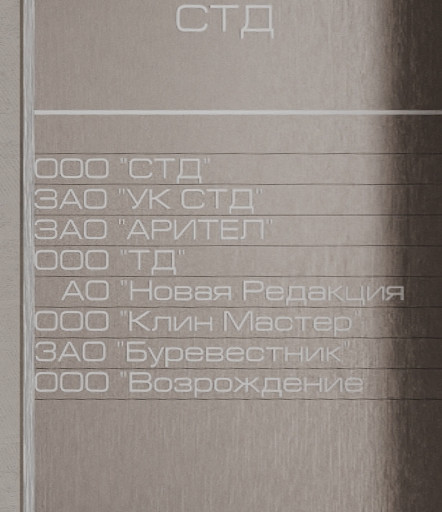 СТД
ООО "СТД"
ЗАО "УК СТД"
ЗАО "АРИТЕЛ"
ООО "ТД"
АО "Новая Редакция
ООО "Клин Мастер"
ЗАО "Буревестник"
ООО "Возрождение